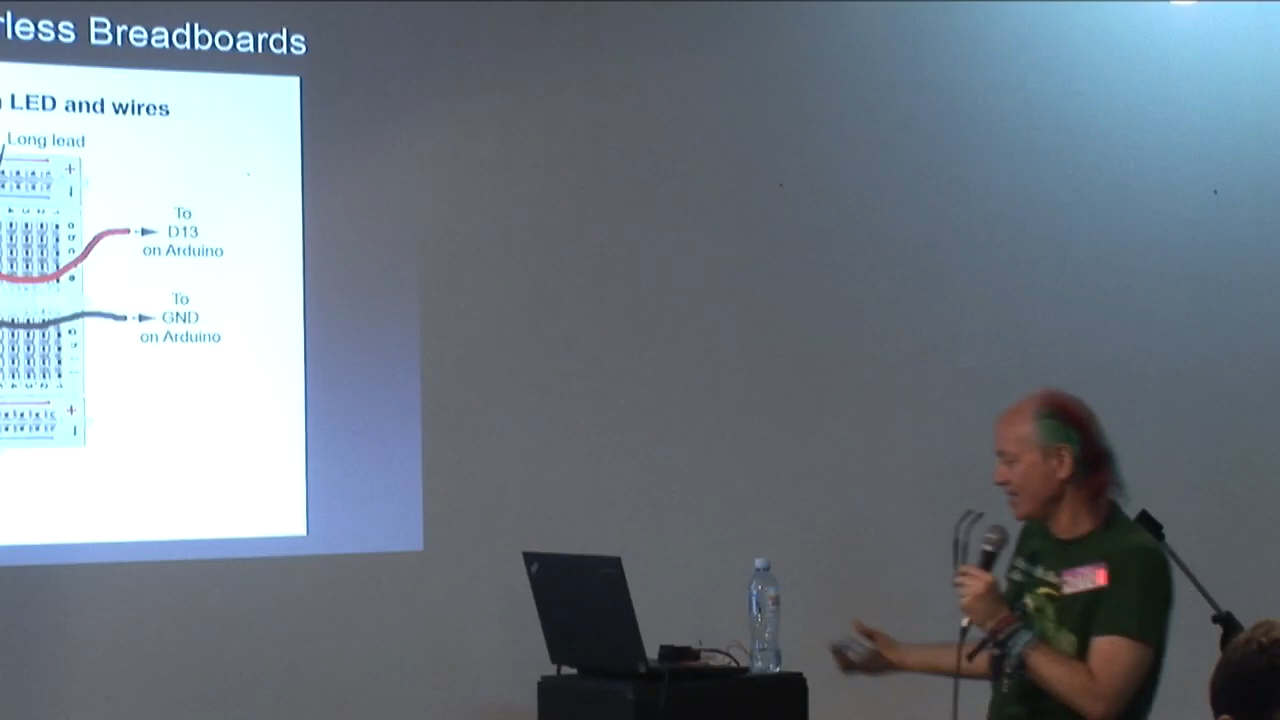 rless Breadboards
LED and wires
Long lead
To
D13
on Arduino
To
GND
on Arduino